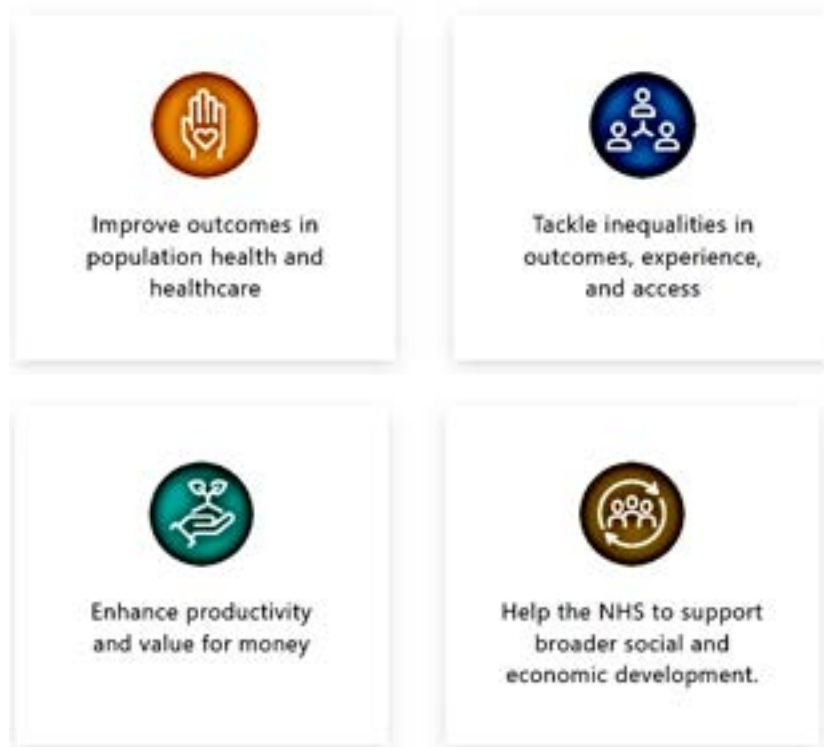 Improve outcomes in
population health and
healthcare
Tackle inequalities in
outcomes, experience,
and access
Enhance productivity
and value for money
Help the NHS to support
broader social and
economic development.